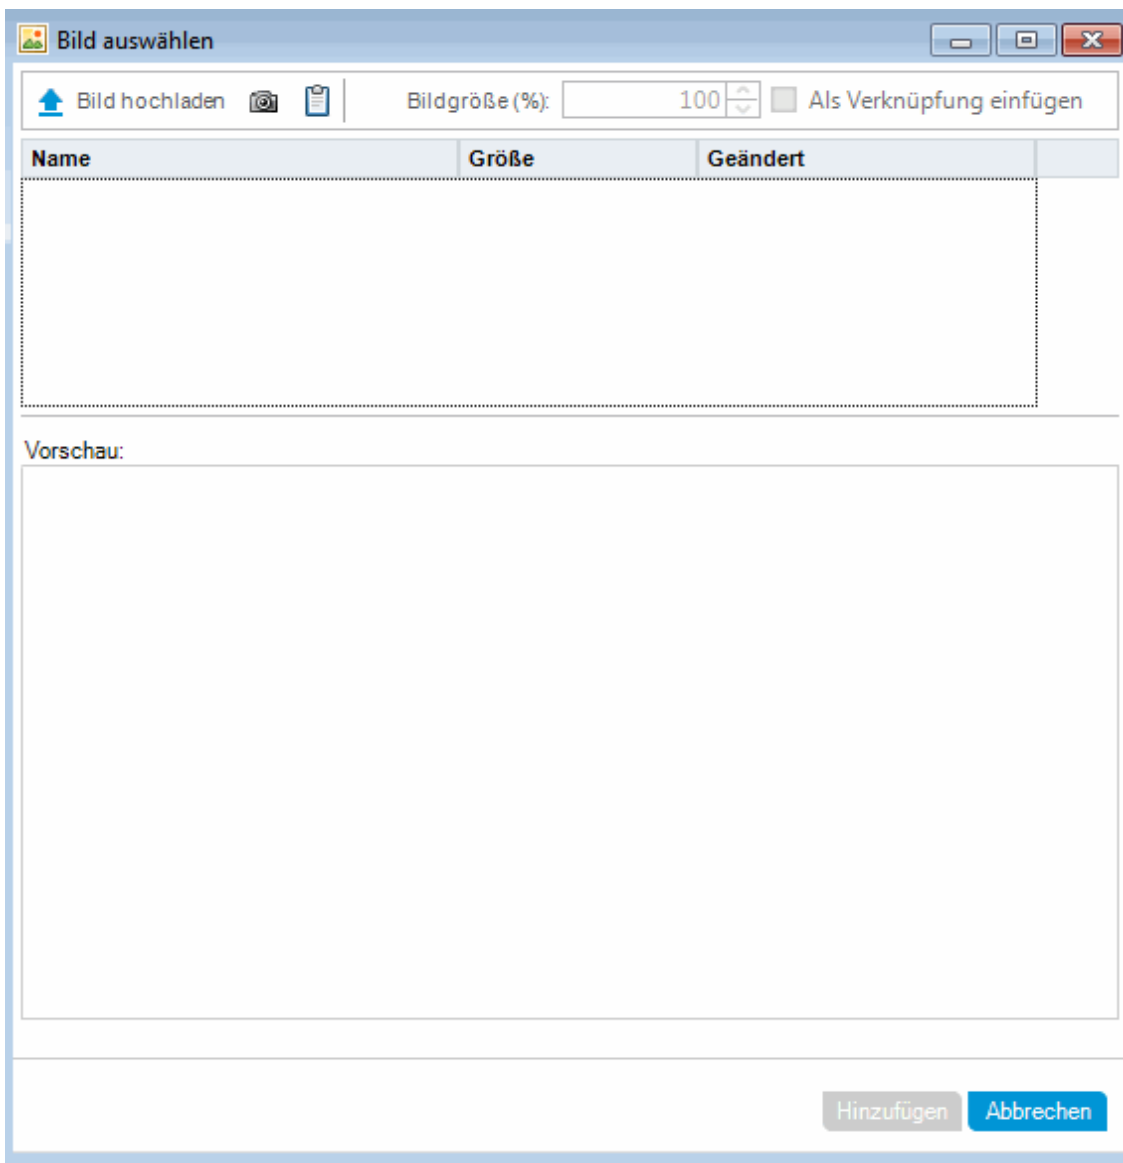 Bild auswählen
Bild hochladen Bildgröße (%): 100 Als Verknüpfung einfügen
Name Größe Geändert
Vorschau:
Hinzufügen Abbrechen